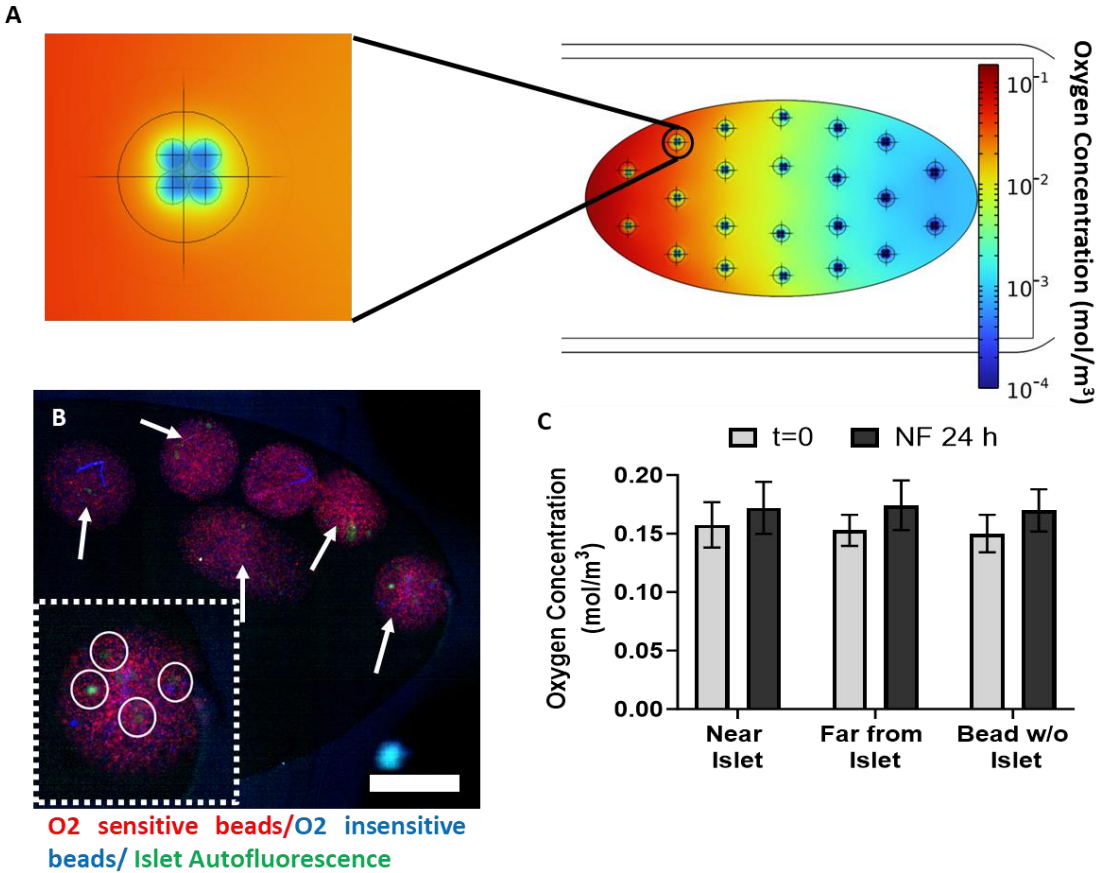 A
Oxygen Concentration (mol/m³)
10⁻¹
10⁻²
10⁻³
10⁻⁴
B
O2 sensitive beads/O2 insensitive
beads/ Islet Autofluorescence
C
t=0 NF 24 h
Oxygen Concentration
(mol/m³)
0.20
0.15
0.10
0.05
0.00
Near
Islet
Far from
Islet
Bead w/o
Islet